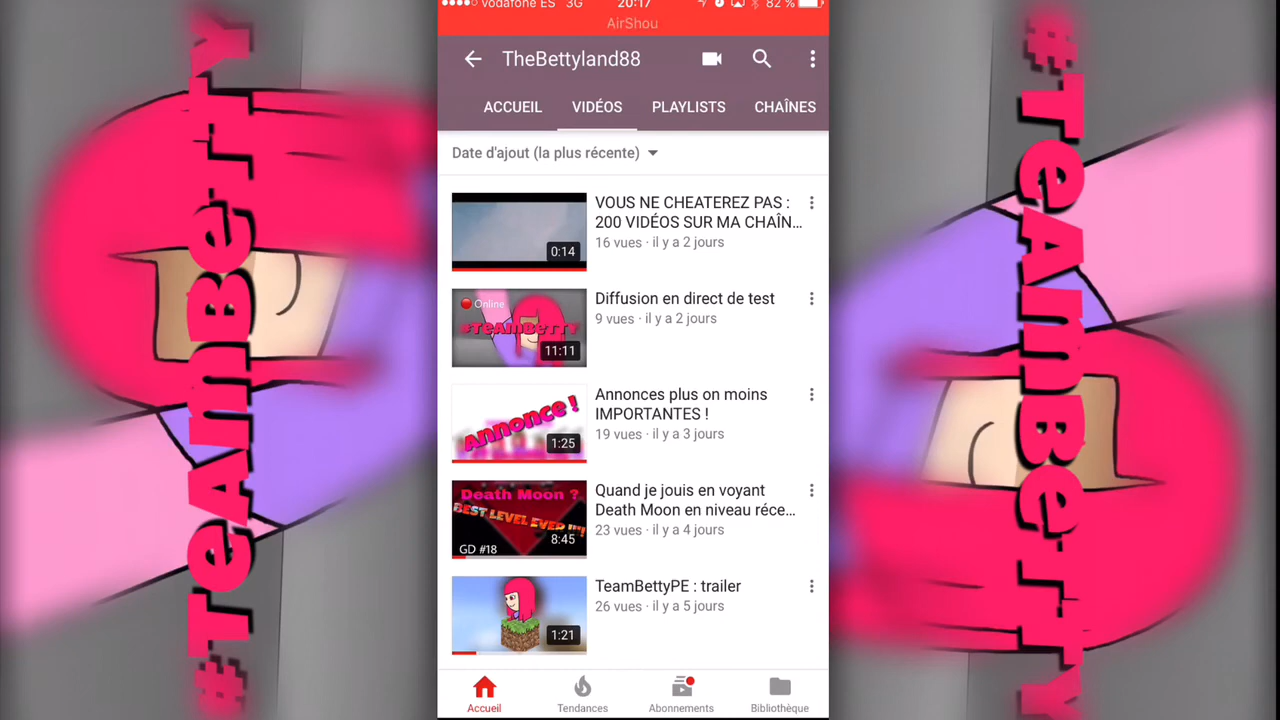 vodafone ES 3G 20:17 82 %
AirShou
TheBettyland88
ACCUEIL VIDÉOS PLAYLISTS CHAÎNES
Date d'ajout (la plus récente)
VOUS NE CHEATEREZ PAS :
200 VIDÉOS SUR MA CHAÎN...
16 vues · il y a 2 jours
0:14
Diffusion en direct de test
9 vues · il y a 2 jours
Online
#TeAmBeTTY
11:11
Annonces plus on moins
IMPORTANTES !
19 vues · il y a 3 jours
Annonce !
1:25
Quand je jouis en voyant
Death Moon en niveau réce...
23 vues · il y a 4 jours
Death Moon ?
BEST LEVEL EVER !!!!
8:45
GD #18
TeamBettyPE : trailer
26 vues · il y a 5 jours
1:21
Accueil Tendances Abonnements Bibliothèque
#TeAmBeTTY
#TeAmBeTTY